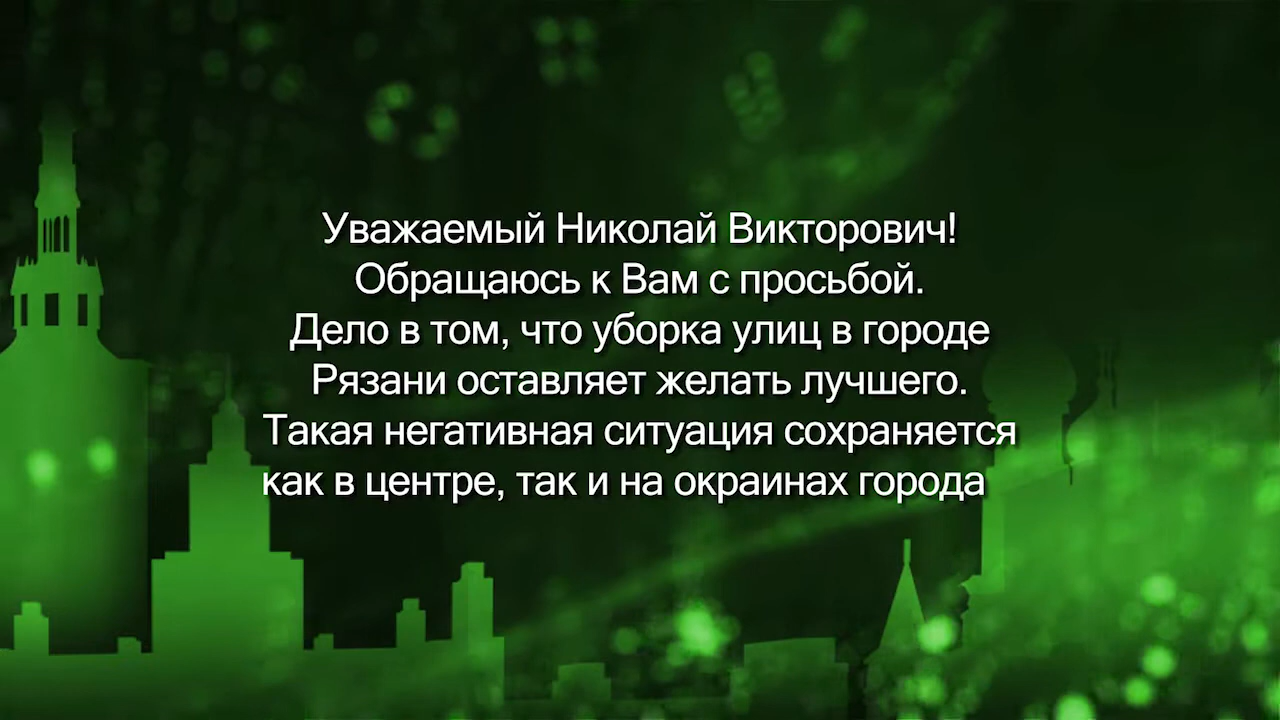 Уважаемый Николай Викторович!
Обращаюсь к Вам с просьбой.
Дело в том, что уборка улиц в городе
Рязани оставляет желать лучшего.
Такая негативная ситуация сохраняется
как в центре, так и на окраинах города